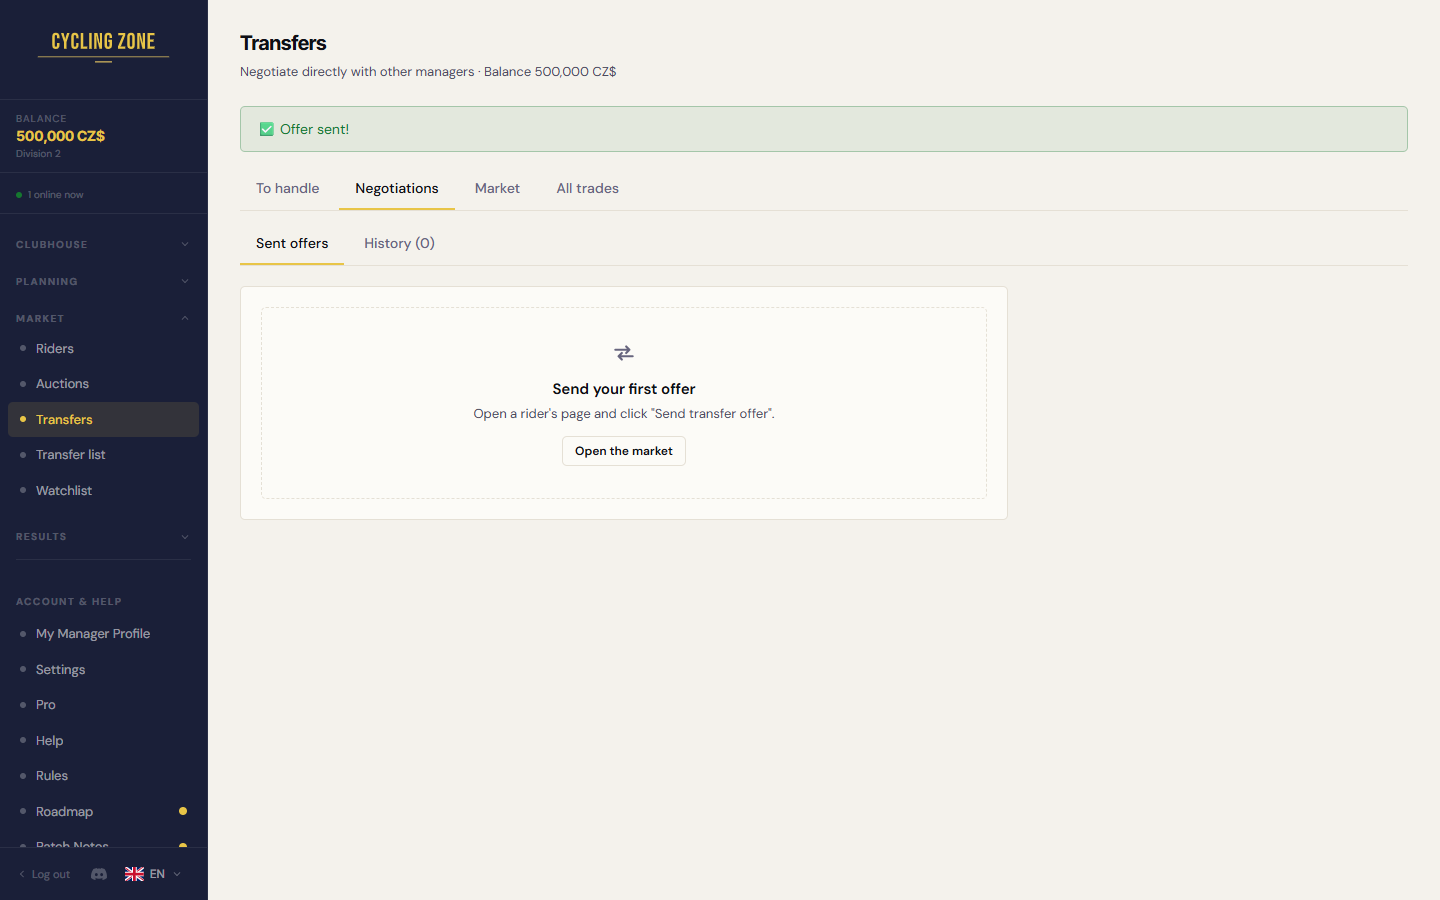 CYCLING ZONE
BALANCE
500,000 CZ$
Division 2
1 online now
CLUBHOUSE
PLANNING
MARKET
Riders
Auctions
Transfers
Transfer list
Watchlist
RESULTS
ACCOUNT & HELP
My Manager Profile
Settings
Pro
Help
Rules
Roadmap
Patch Notes
Log out
EN
Transfers
Negotiate directly with other managers · Balance 500,000 CZ$
✅ Offer sent!
To handle
Negotiations
Market
All trades
Sent offers
History (0)
Send your first offer
Open a rider's page and click "Send transfer offer".
Open the market